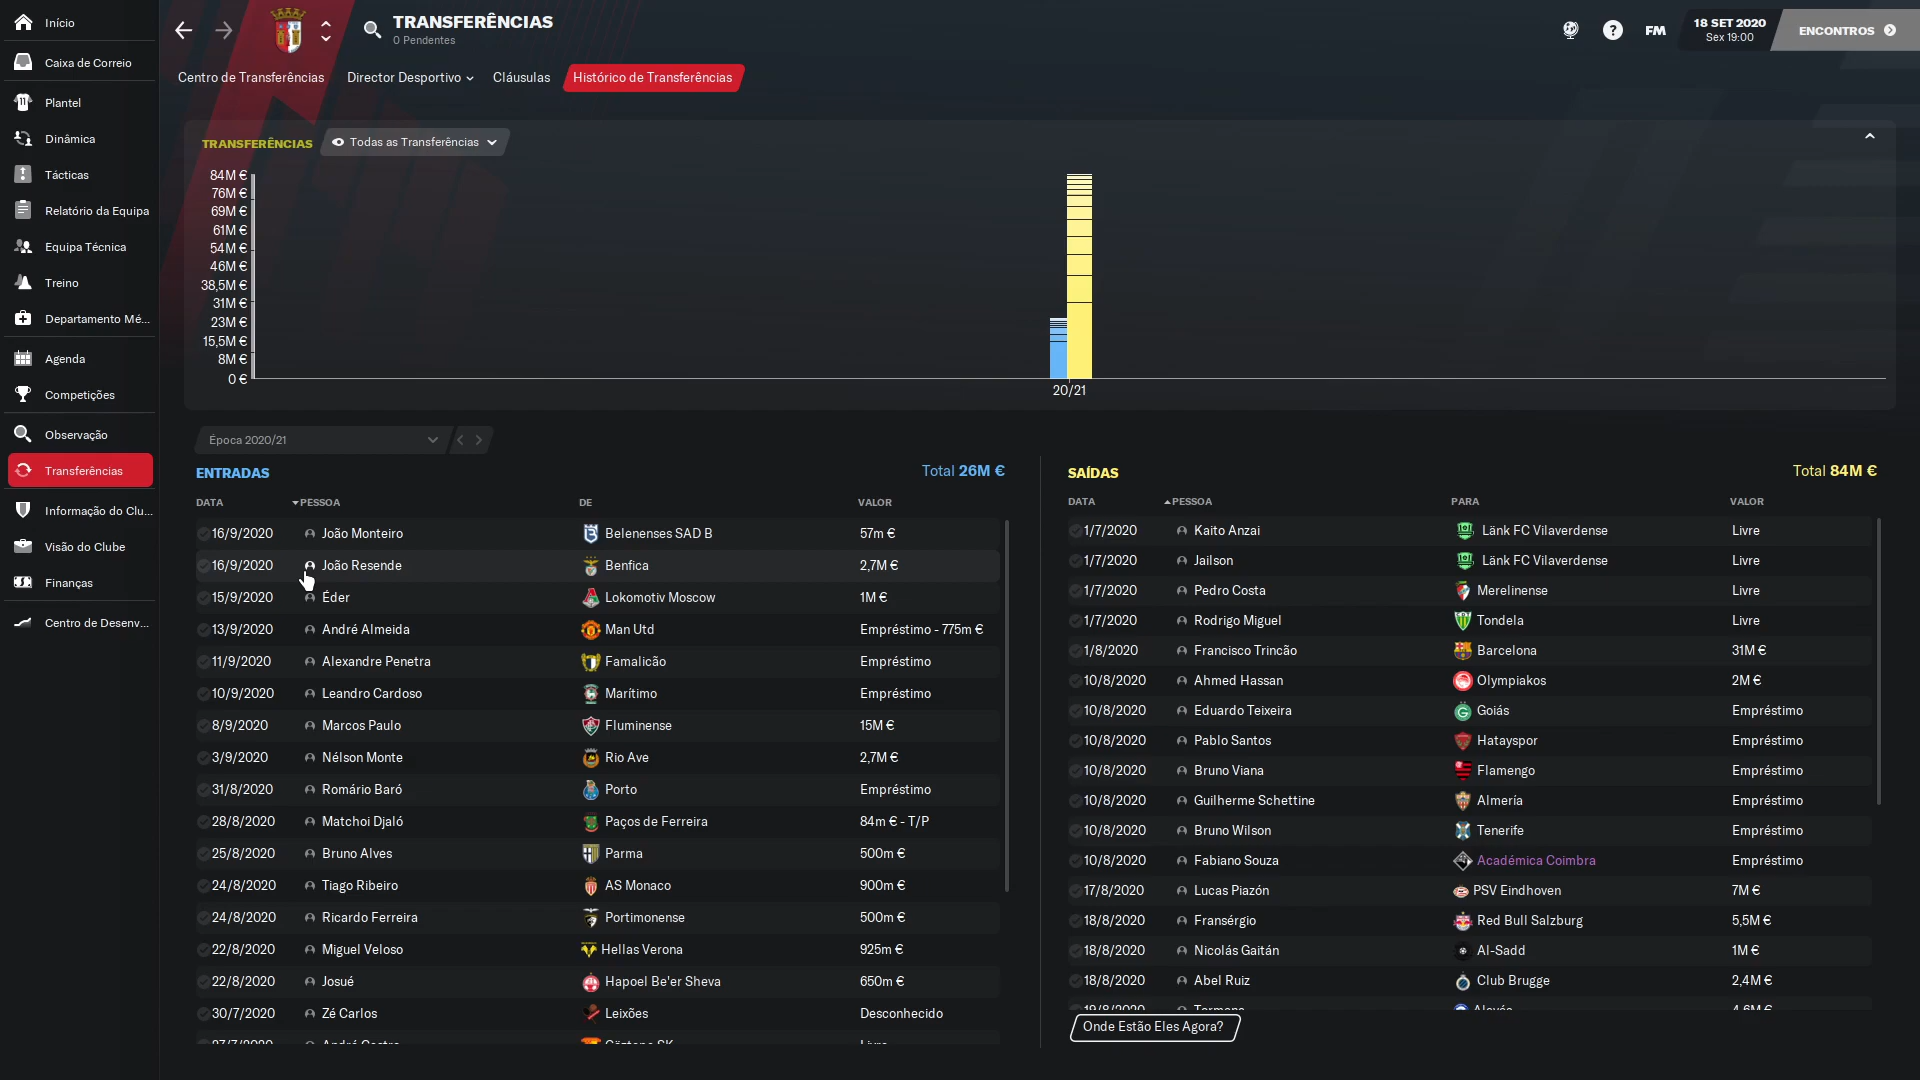 Início
Caixa de Correio
Plantel
Dinâmica
Tácticas
Relatório da Equipa
Equipa Técnica
Treino
Departamento Mé...
Agenda
Competições
Observação
Transferências
Informação do Clu...
Visão do Clube
Finanças
Centro de Desenv...
TRANSFERÊNCIAS
0 Pendentes
FM
18 SET 2020
Sex 19:00
ENCONTROS
Centro de Transferências Director Desportivo Cláusulas Histórico de Transferências
TRANSFERÊNCIAS Todas as Transferências
84M €
76M €
69M €
61M €
54M €
46M €
38,5M €
31M €
23M €
15,5M €
8M €
0 €
20/21
Época 2020/21
ENTRADAS Total 26M €
DATA PESSOA DE VALOR
16/9/2020 João Monteiro Belenenses SAD B 57m €
16/9/2020 João Resende Benfica 2,7M €
15/9/2020 Éder Lokomotiv Moscow 1M €
13/9/2020 André Almeida Man Utd Empréstimo - 775m €
11/9/2020 Alexandre Penetra Famalicão Empréstimo
10/9/2020 Leandro Cardoso Marítimo Empréstimo
8/9/2020 Marcos Paulo Fluminense 15M €
3/9/2020 Nélson Monte Rio Ave 2,7M €
31/8/2020 Romário Baró Porto Empréstimo
28/8/2020 Matchoi Djaló Paços de Ferreira 84m € - T/P
25/8/2020 Bruno Alves Parma 500m €
24/8/2020 Tiago Ribeiro AS Monaco 900m €
24/8/2020 Ricardo Ferreira Portimonense 500m €
22/8/2020 Miguel Veloso Hellas Verona 925m €
22/8/2020 Josué Hapoel Be'er Sheva 650m €
30/7/2020 Zé Carlos Leixões Desconhecido
SAÍDAS Total 84M €
DATA PESSOA PARA VALOR
1/7/2020 Kaito Anzai Länk FC Vilaverdense Livre
1/7/2020 Jailson Länk FC Vilaverdense Livre
1/7/2020 Pedro Costa Merelinense Livre
1/7/2020 Rodrigo Miguel Tondela Livre
1/8/2020 Francisco Trincão Barcelona 31M €
10/8/2020 Ahmed Hassan Olympiakos 2M €
10/8/2020 Eduardo Teixeira Goiás Empréstimo
10/8/2020 Pablo Santos Hatayspor Empréstimo
10/8/2020 Bruno Viana Flamengo Empréstimo
10/8/2020 Guilherme Schettine Almería Empréstimo
10/8/2020 Bruno Wilson Tenerife Empréstimo
10/8/2020 Fabiano Souza Académica Coimbra Empréstimo
17/8/2020 Lucas Piazón PSV Eindhoven 7M €
18/8/2020 Fransérgio Red Bull Salzburg 5,5M €
18/8/2020 Nicolás Gaitán Al-Sadd 1M €
18/8/2020 Abel Ruiz Club Brugge 2,4M €
Onde Estão Eles Agora?